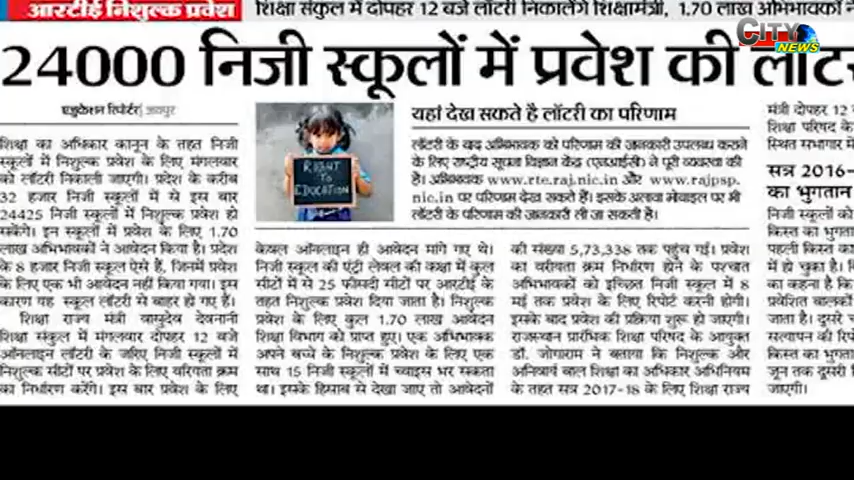 आरटीई निशुल्क प्रवेश
शिक्षा संकुल में दोपहर 12 बजे लॉटरी निकालेंगे शिक्षामंत्री, 1.70 लाख अभिभावकों ने
CITY NEWS
24000 निजी स्कूलों में प्रवेश की लॉटर
एजुकेशन रिपोर्टर| जयपुर
शिक्षा का अधिकार कानून के तहत निजी
स्कूलों में निशुल्क प्रवेश के लिए मंगलवार
को लॉटरी निकाली जाएगी। प्रदेश के करीब
32 हजार निजी स्कूलों में से इस बार
24425 निजी स्कूलों में निशुल्क प्रवेश हो
सकेंगे। इन स्कूलों में प्रवेश के लिए 1.70
लाख अभिभावकों ने आवेदन किया है। प्रदेश
के 8 हजार निजी स्कूल ऐसे हैं, जिनमें प्रवेश
के लिए एक भी आवेदन नहीं किया गया। इस
कारण यह स्कूल लॉटरी से बाहर हो गए हैं।
शिक्षा राज्य मंत्री वासुदेव देवनानी
शिक्षा संकुल में मंगलवार दोपहर 12 बजे
ऑनलाइन लॉटरी के जरिए निजी स्कूलों में
निशुल्क सीटों पर प्रवेश के लिए वरियता क्रम
का निर्धारण करेंगे। इस बार प्रवेश के लिए
RIGHT
TO
EDUCATION
यहां देख सकते है लॉटरी का परिणाम
लॉटरी के बाद अभिभावक को परिणाम की जानकारी उपलब्ध कराने
के लिए राष्ट्रीय सूचना विज्ञान केंद्र (एनआईसी) ने पूरी व्यवस्था की
है। अभिभावक www.rte.raj.nic.in और www.rajpsp.
nic.in पर परिणाम देख सकते हैं। इसके अलावा मोबाइल पर भी
लॉटरी के परिणाम की जानकारी ली जा सकती है।
केवल ऑनलाइन ही आवेदन मांगे गए थे।
निजी स्कूल की एंट्री लेवल की कक्षा में कुल
सीटों में से 25 फीसदी सीटों पर आरटीई के
तहत निशुल्क प्रवेश दिया जाता है। निशुल्क
प्रवेश के लिए कुल 1.70 लाख आवेदन
शिक्षा विभाग को प्राप्त हुए। एक अभिभावक
अपने बच्चे के निशुल्क प्रवेश के लिए एक
साथ 15 निजी स्कूलों में च्वाइस भर सकता
था। इसके हिसाब से देखा जाए तो आवेदनों
की संख्या 5,73,338 तक पहुंच गई। प्रवेश
का वरीयता क्रम निर्धारण होने के पश्चात
अभिभावकों को इच्छित निजी स्कूल में 8
मई तक प्रवेश के लिए रिपोर्ट करनी होगी।
इसके बाद प्रवेश की प्रक्रिया शुरू हो जाएगी।
राजस्थान प्रारंभिक शिक्षा परिषद के आयुक्त
डॉ. जोगाराम ने बताया कि निशुल्क और
अनिवार्य बाल शिक्षा का अधिकार अधिनियम
के तहत सत्र 2017-18 के लिए शिक्षा राज्य
मंत्री दोपहर 12
शिक्षा परिषद के
स्थित सभागार में
सत्र 2016-
का भुगतान
निजी स्कूलों को
किस्त का भुगत
पहली किस्त का
में हो चुका है। वि
का कहना है कि
प्रवेशित बालकों
जाता है। दूसरे च
सत्यापन की रिपो
किस्त का भुगत
जून तक दूसरी
जाएगी।